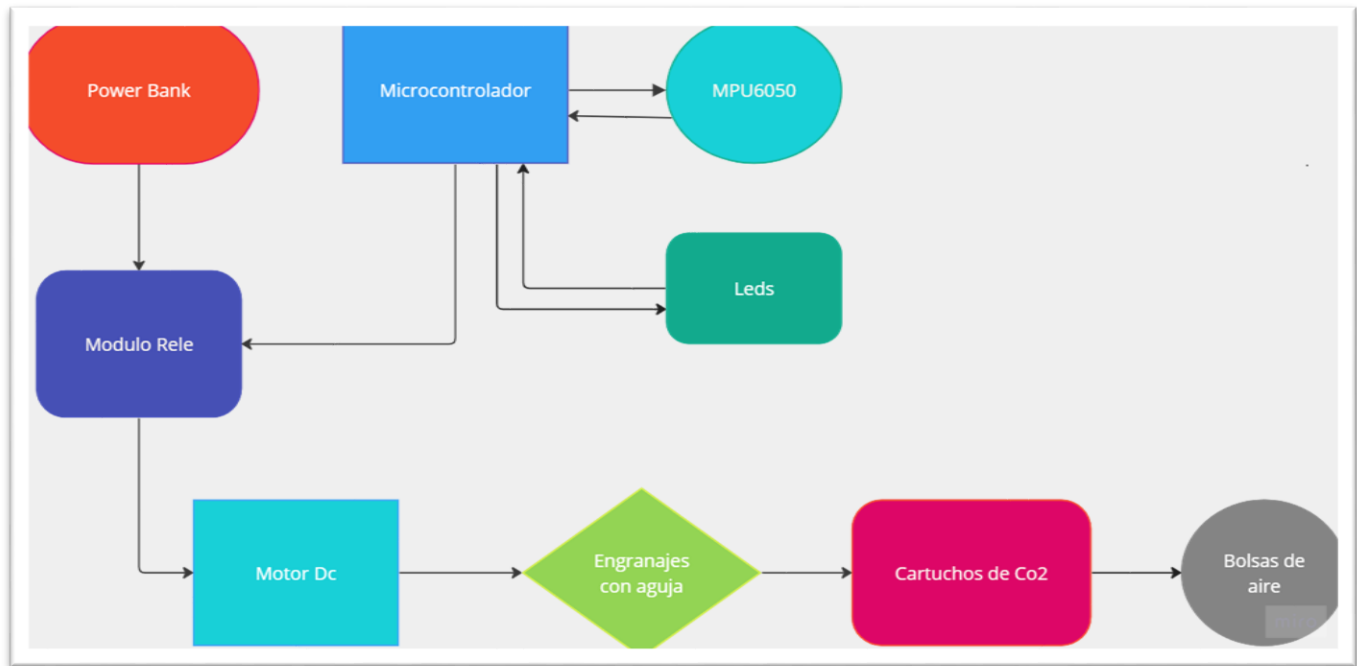 Power Bank
Microcontrolador
MPU6050
Leds
Modulo Rele
Motor Dc
Engranajes
con aguja
Cartuchos de Co2
Bolsas de
aire